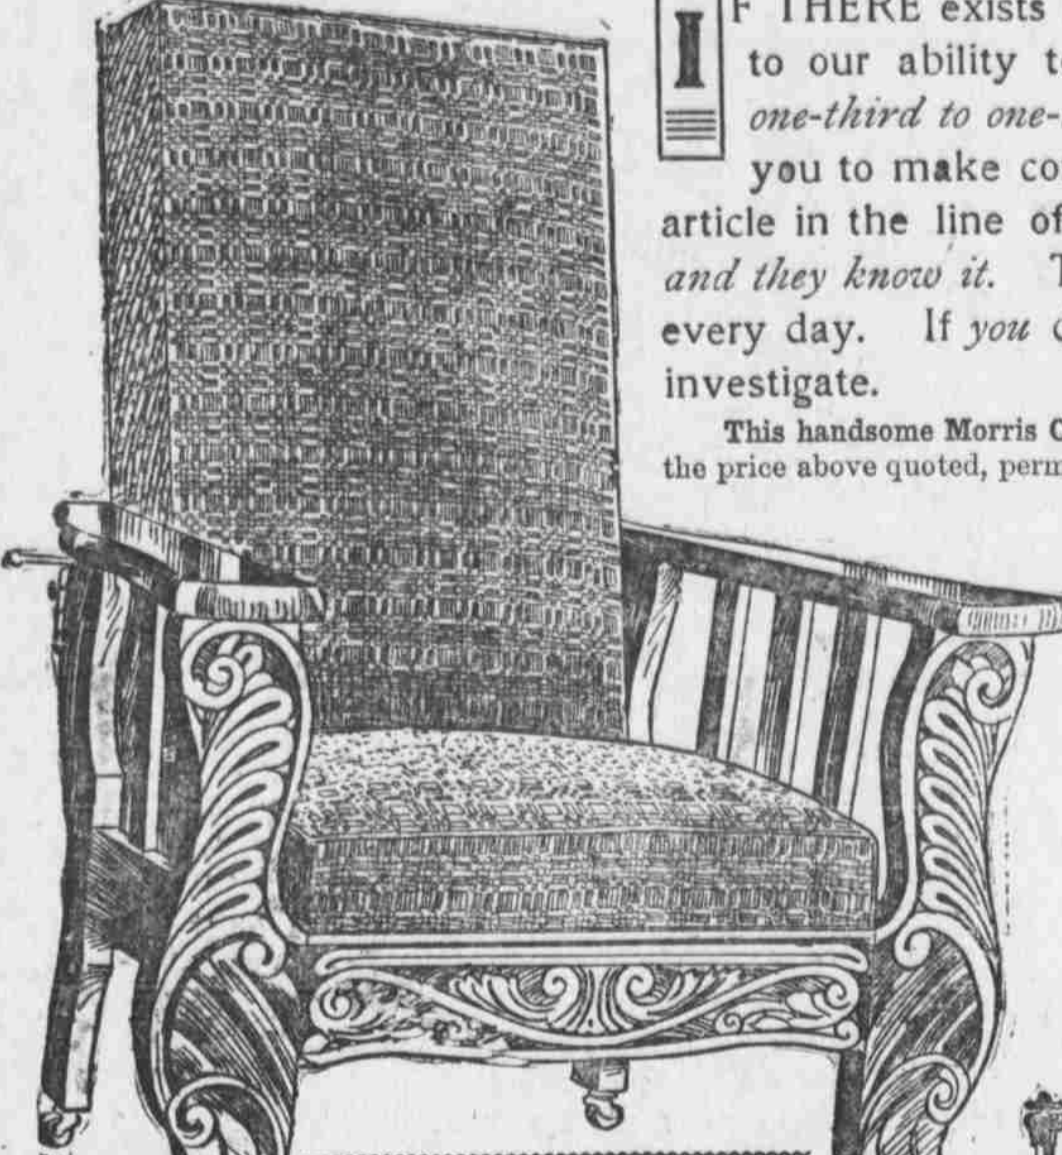 IF THERE exists
to our ability t
one-third to one-
you to make co
article in the line o
and they know it. T
every day. If you
investigate.
This handsome Morris C
the price above quoted, perm